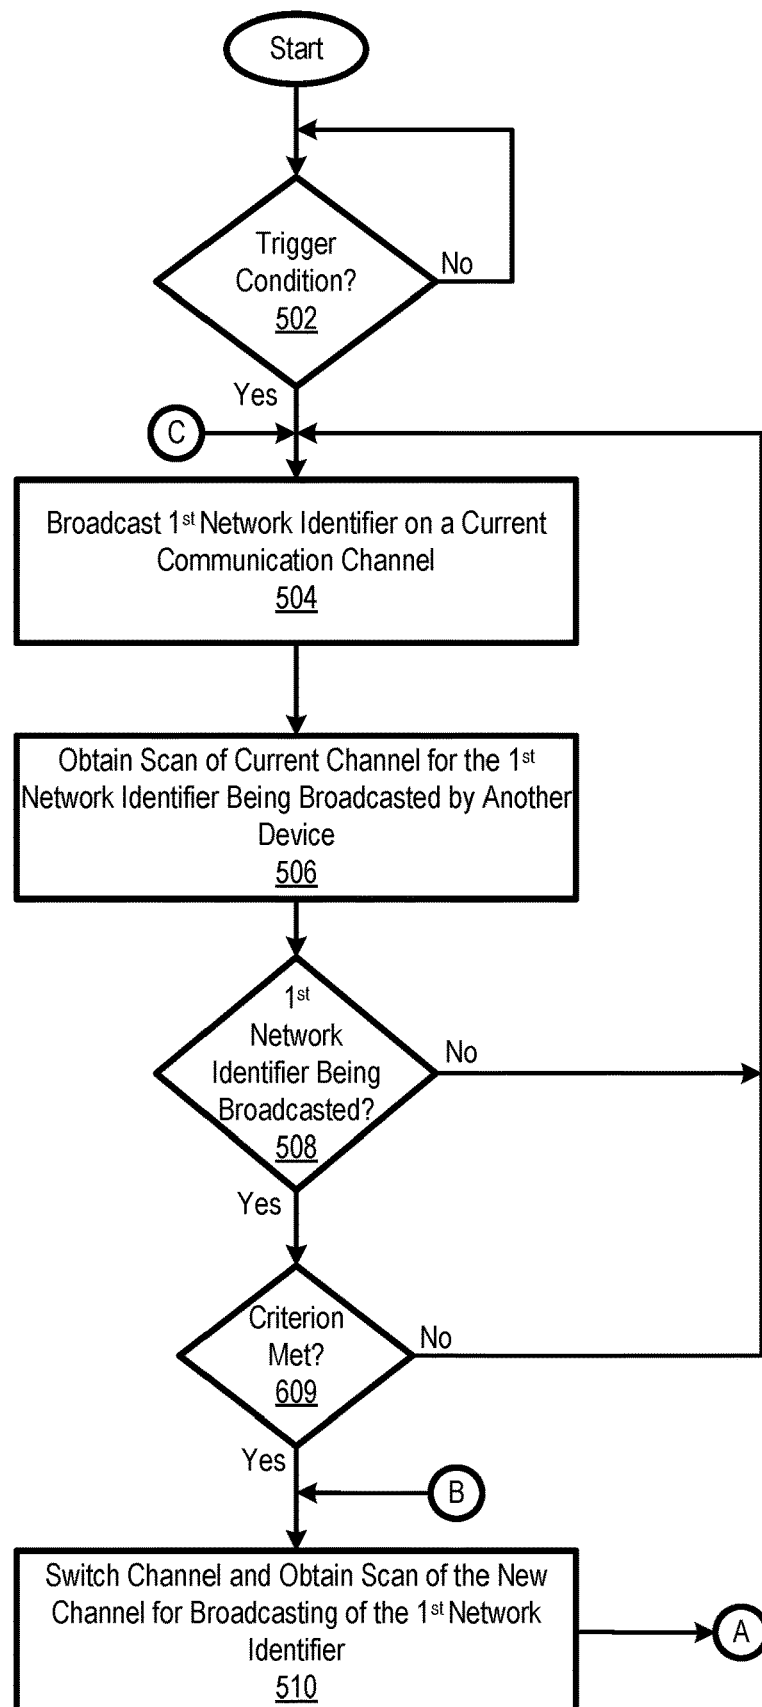 Start
Trigger
Condition?
502
No
Yes
C
Broadcast 1st Network Identifier on a Current
Communication Channel
504
Obtain Scan of Current Channel for the 1st
Network Identifier Being Broadcasted by Another
Device
506
1st
Network
Identifier Being
Broadcasted?
508
No
Yes
Criterion
Met?
609
No
Yes
B
Switch Channel and Obtain Scan of the New
Channel for Broadcasting of the 1st Network
Identifier
510
A